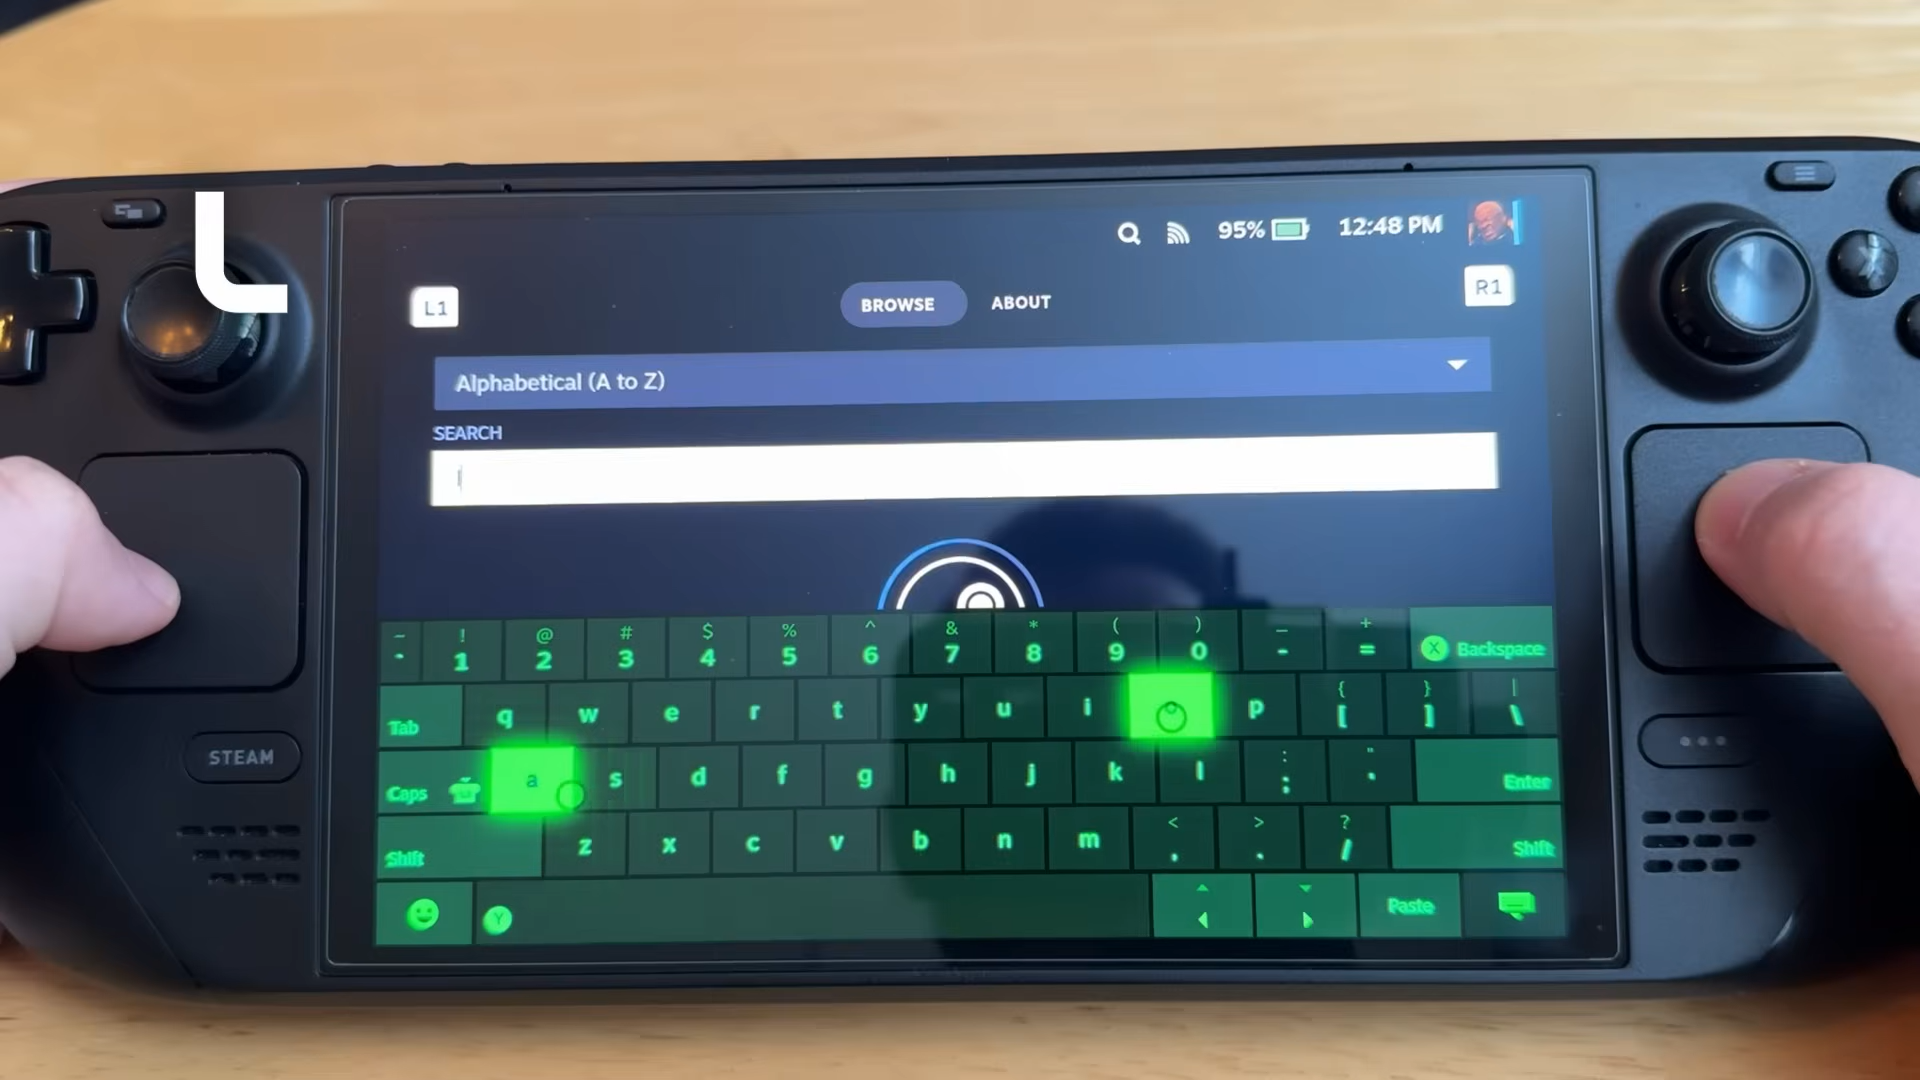 95% 12:48 PM
L1 BROWSE ABOUT R1
Alphabetical (A to Z)
SEARCH
! @ # $ % ^ & * ( ) _ +
1 2 3 4 5 6 7 8 9 0 - = X Backspace
{ } |
Tab q w e r t y u i p [ ] \
: "
Caps a s d f g h j k l ; ' Enter
< > ?
Shift z x c v b n m , . / Shift
Y Paste
STEAM